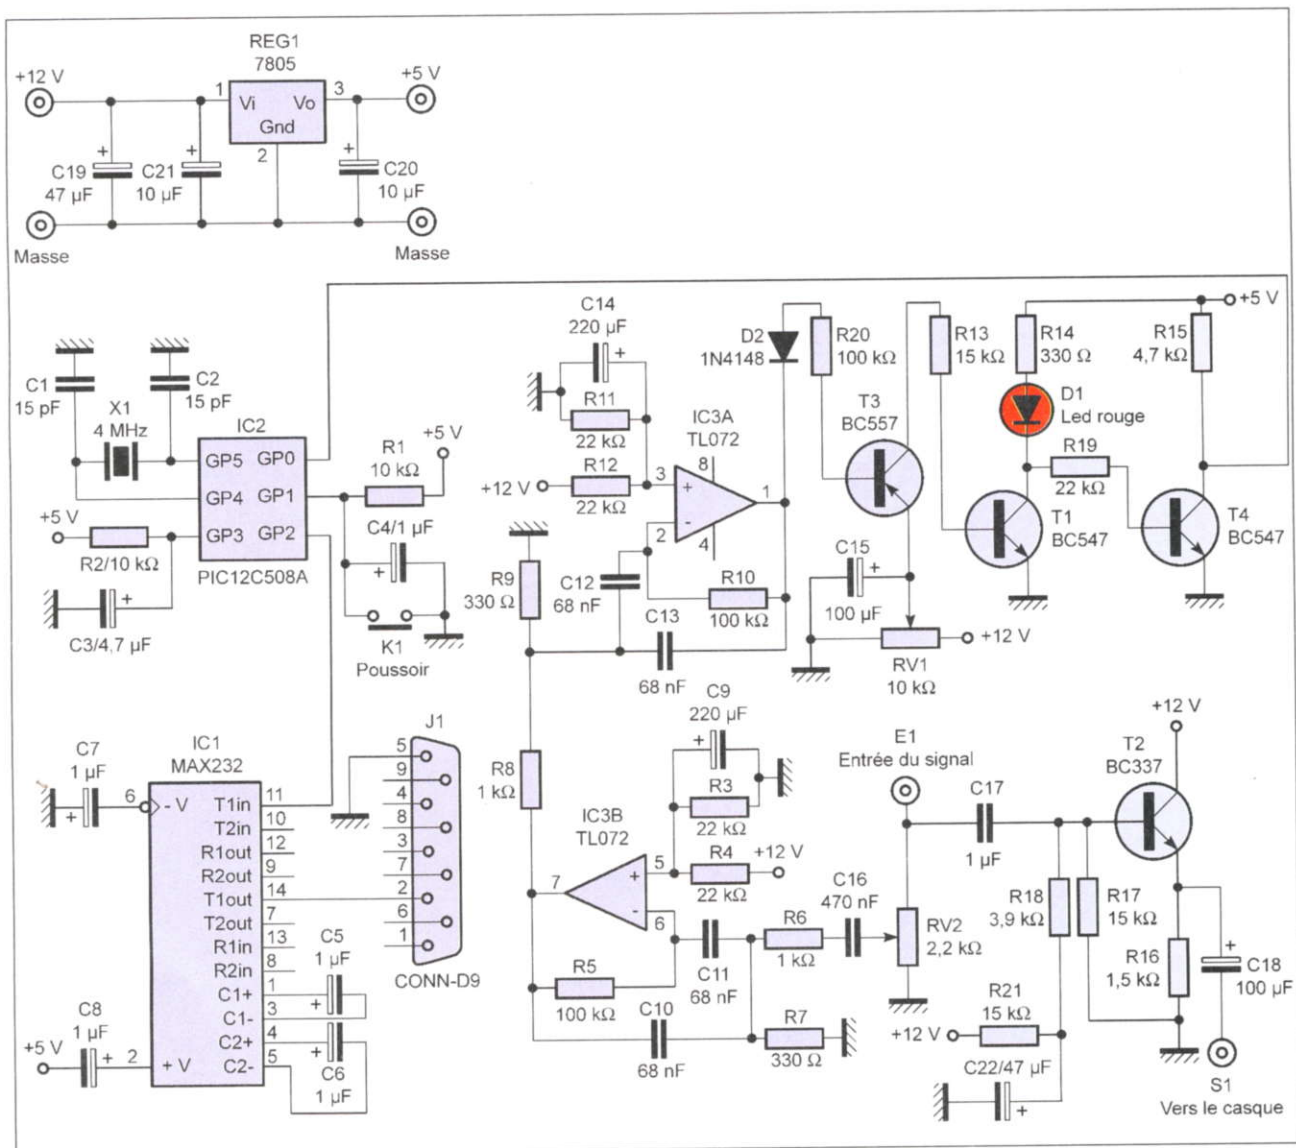 REG1
7805
+12 V
+5 V
1
3
Vi
Vo
Gnd
2
+
+
+
C19
47 µF
C21
10 µF
C20
10 µF
Masse
Masse
C1
15 pF
C2
15 pF
X1
4 MHz
IC2
GP5
GP0
GP4
GP1
GP3
GP2
PIC12C508A
+5 V
R2/10 kΩ
+
C3/4,7 µF
R1
10 kΩ
+5 V
C4/1 µF
+
K1
Poussoir
C14
220 µF
+
R11
22 kΩ
R12
22 kΩ
+12 V
IC3A
TL072
3
+
8
2
-
4
1
R9
330 Ω
C12
68 nF
R10
100 kΩ
C13
68 nF
D2
1N4148
R20
100 kΩ
T3
BC557
C15
+
100 µF
RV1
10 kΩ
+12 V
R13
15 kΩ
R14
330 Ω
R15
4,7 kΩ
+5 V
D1
Led rouge
R19
22 kΩ
T1
BC547
T4
BC547
C7
1 µF
+
6
IC1
MAX232
- V
T1in
11
T2in
10
R1out
12
R2out
9
T1out
14
T2out
7
R1in
13
R2in
8
C1+
1
C1-
3
C2+
4
C2-
5
+ V
2
C8
1 µF
+5 V
+
C5
1 µF
+
+
C6
1 µF
J1
5
9
4
8
3
7
2
6
1
CONN-D9
R8
1 kΩ
C9
220 µF
+
R3
22 kΩ
R4
22 kΩ
+12 V
IC3B
TL072
7
5
+
-
6
R5
100 kΩ
C11
68 nF
C10
68 nF
R6
1 kΩ
R7
330 Ω
C16
470 nF
E1
Entrée du signal
RV2
2,2 kΩ
C17
1 µF
T2
BC337
+12 V
R18
3,9 kΩ
R17
15 kΩ
R16
1,5 kΩ
+
C18
100 µF
R21
15 kΩ
+12 V
C22/47 µF
+
S1
Vers le casque